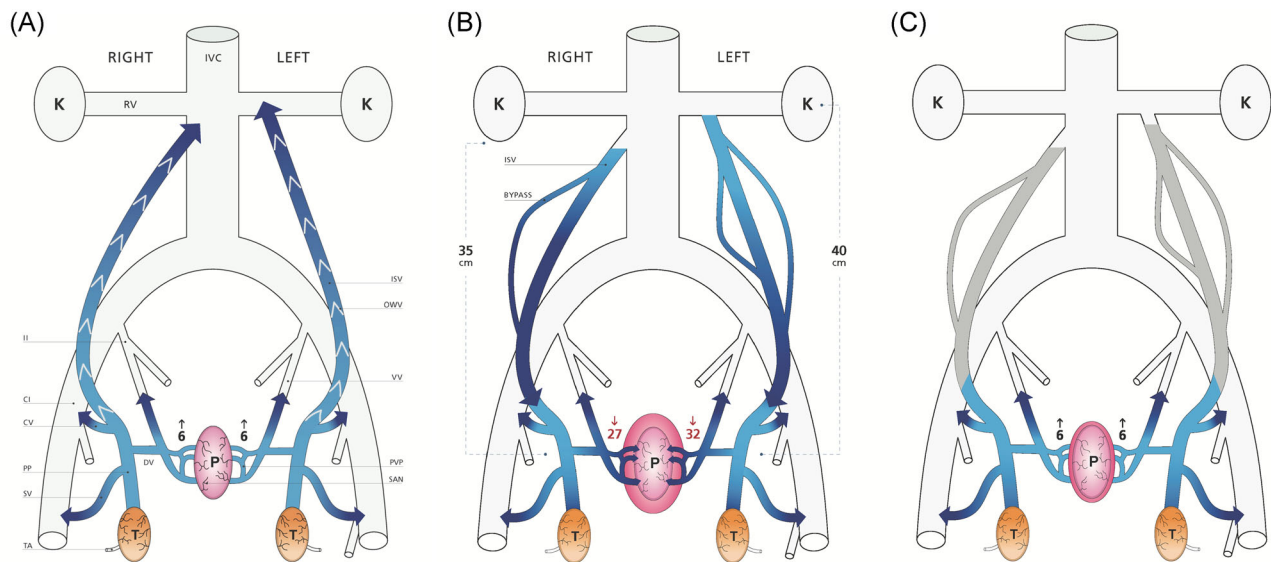 (A)
RIGHT
IVC
LEFT
K
RV
K
ISV
OWV
II
VV
CI
CV
↑
6
↑
6
P
PP
DV
PVP
SV
SAN
TA
T
T
(B)
RIGHT
LEFT
K
K
ISV
BYPASS
35
cm
40
cm
↓
27
↓
32
P
T
T
(C)
K
K
↑
6
↑
6
P
T
T